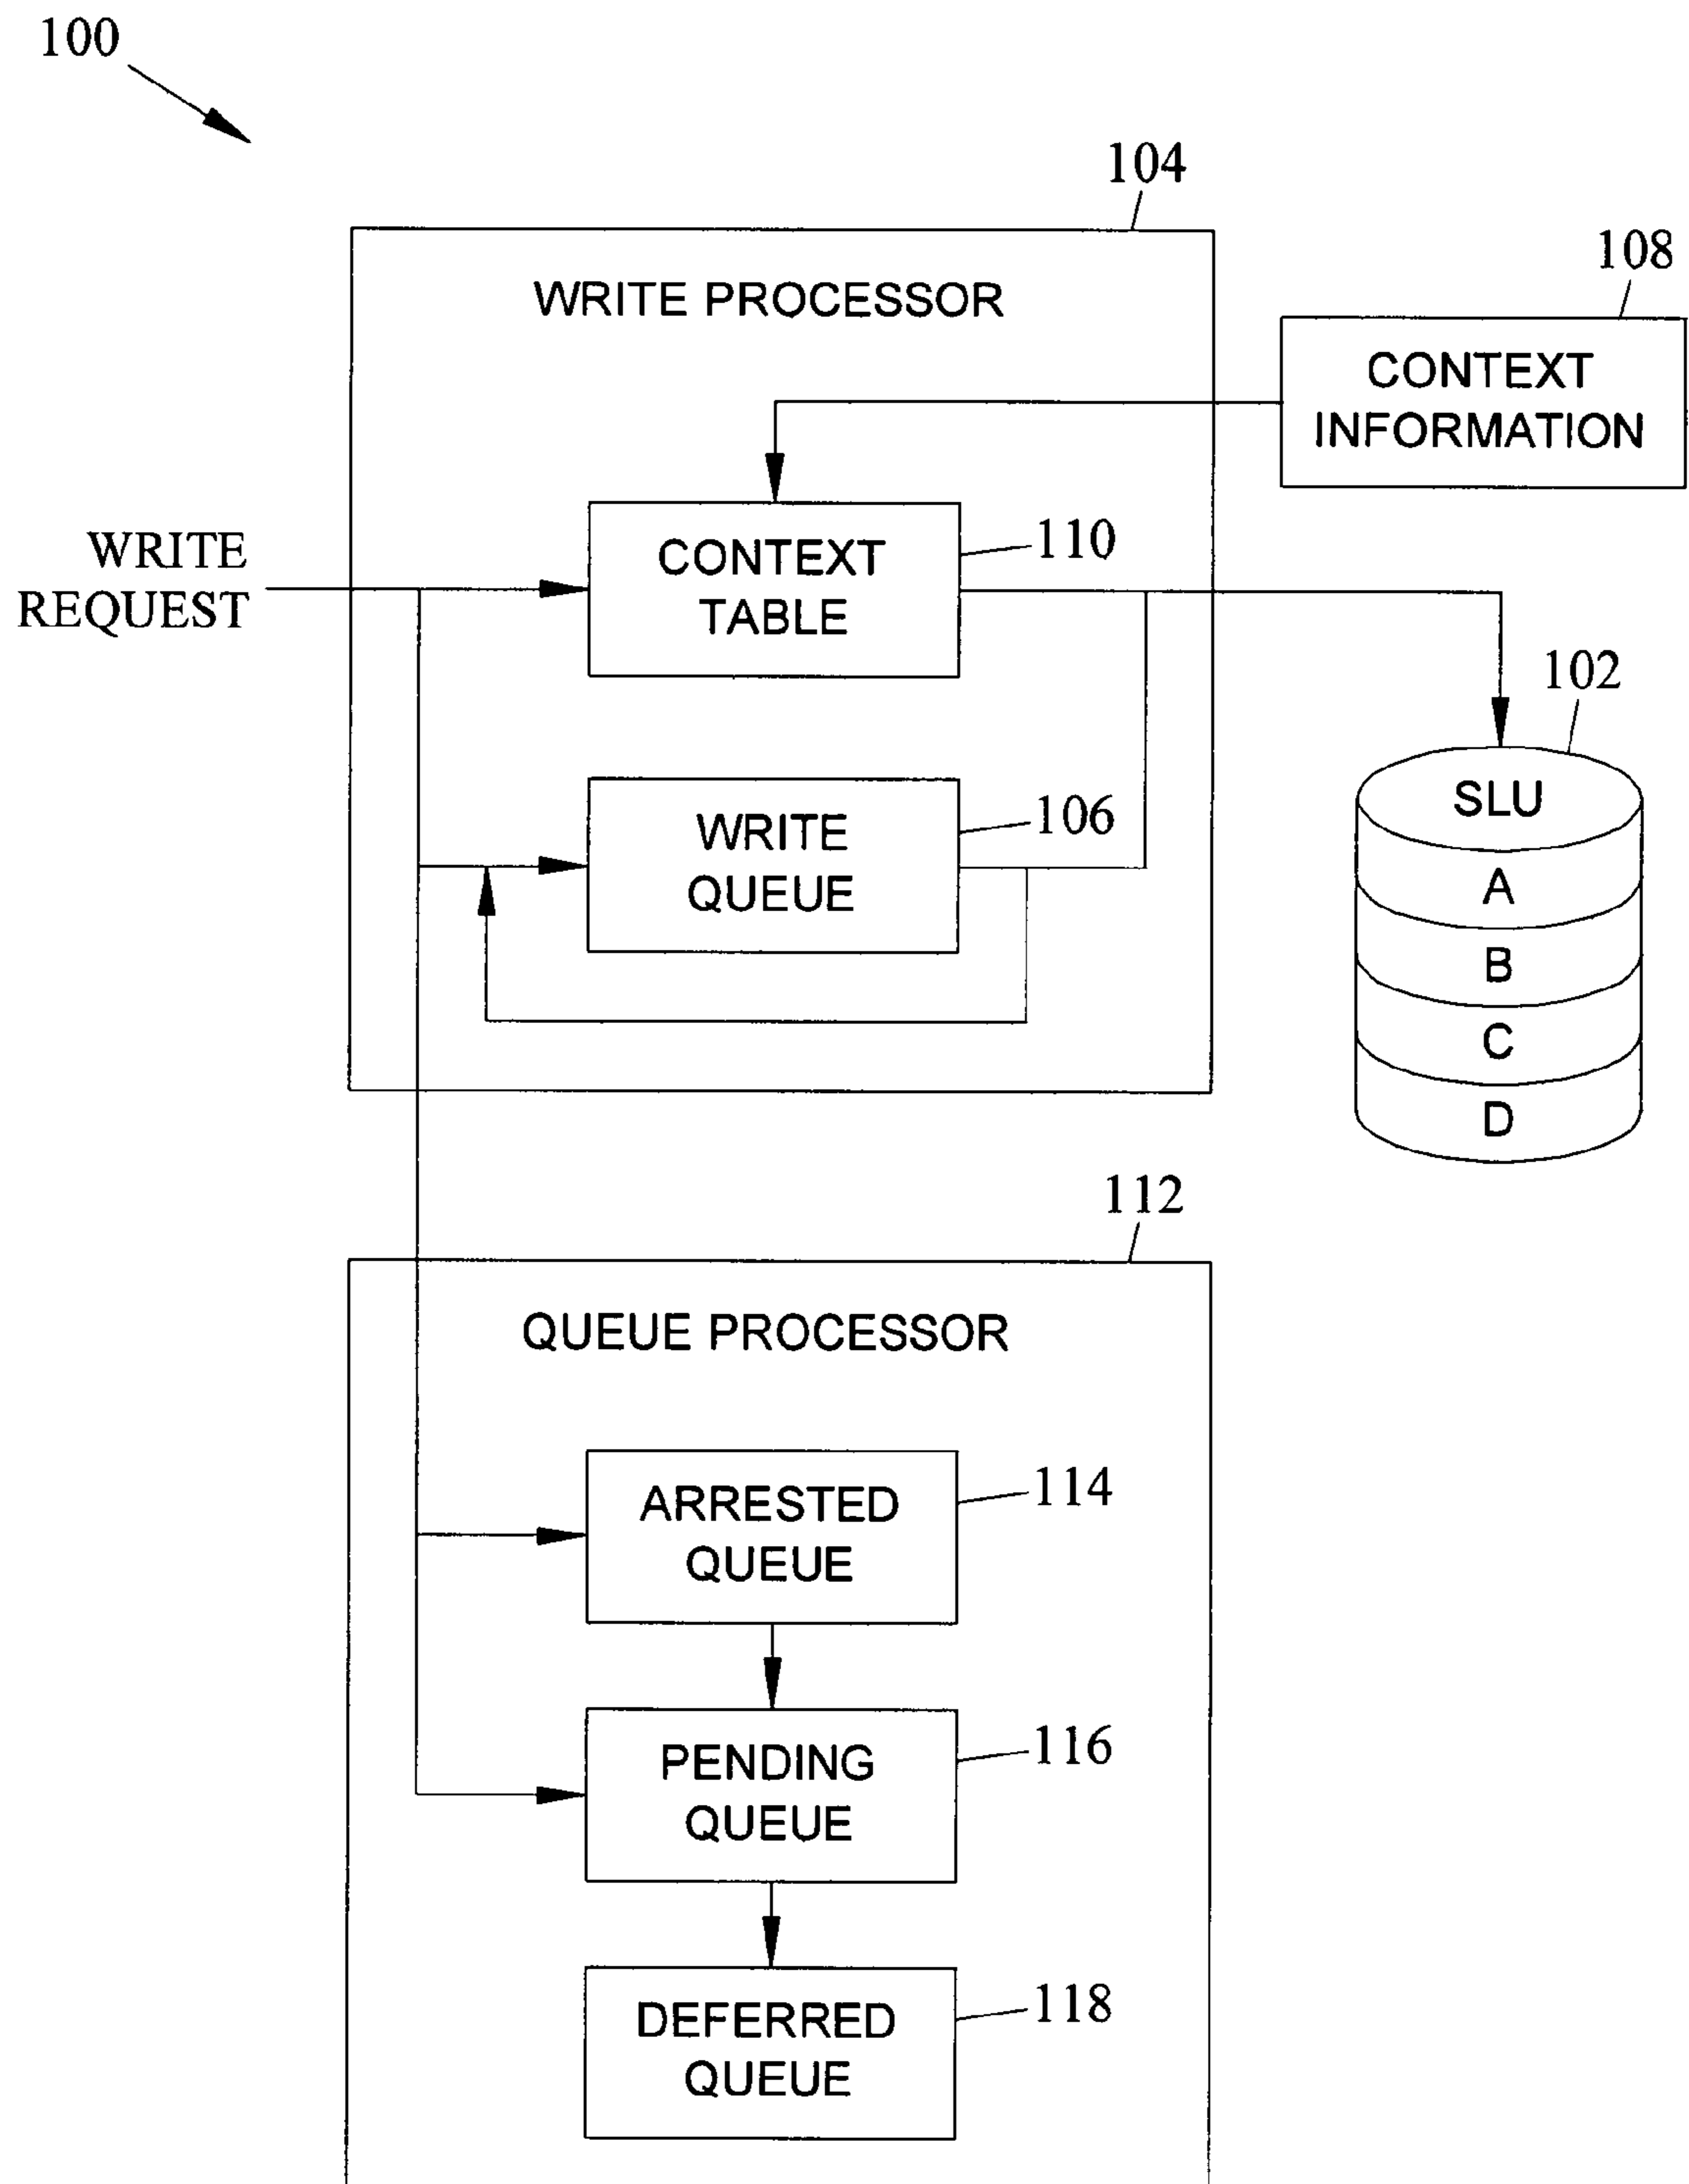 100
104
WRITE PROCESSOR
108
CONTEXT
INFORMATION
WRITE
REQUEST
CONTEXT
TABLE
110
102
SLU
A
B
C
D
WRITE
QUEUE
106
112
QUEUE PROCESSOR
ARRESTED
QUEUE
114
PENDING
QUEUE
116
DEFERRED
QUEUE
118